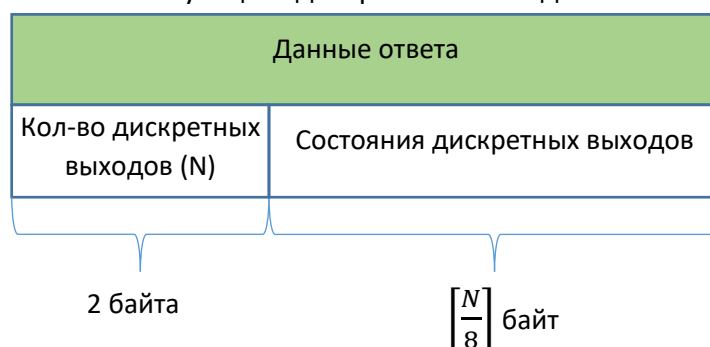 Данные ответа
Кол-во дискретных
выходов (N)
Состояния дискретных выходов
2 байта
[N/8] байт